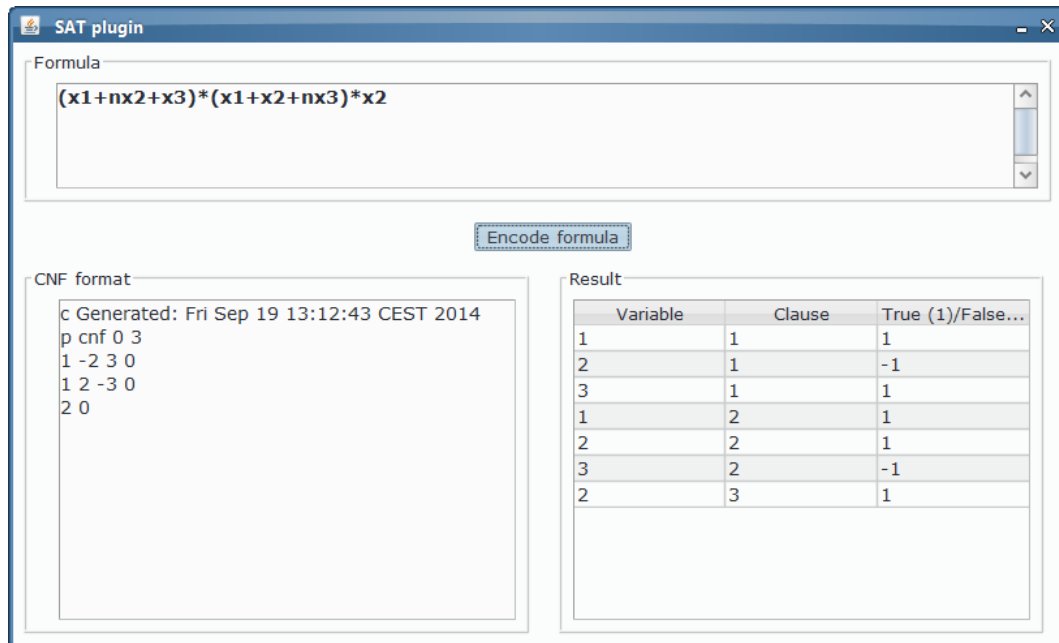 SAT plugin
Formula
(x1+nx2+x3)*(x1+x2+nx3)*x2
Encode formula
CNF format
c Generated: Fri Sep 19 13:12:43 CEST 2014
p cnf 0 3
1 -2 3 0
1 2 -3 0
2 0
Result
Variable Clause True (1)/False...
1 1 1
2 1 -1
3 1 1
1 2 1
2 2 1
3 2 -1
2 3 1